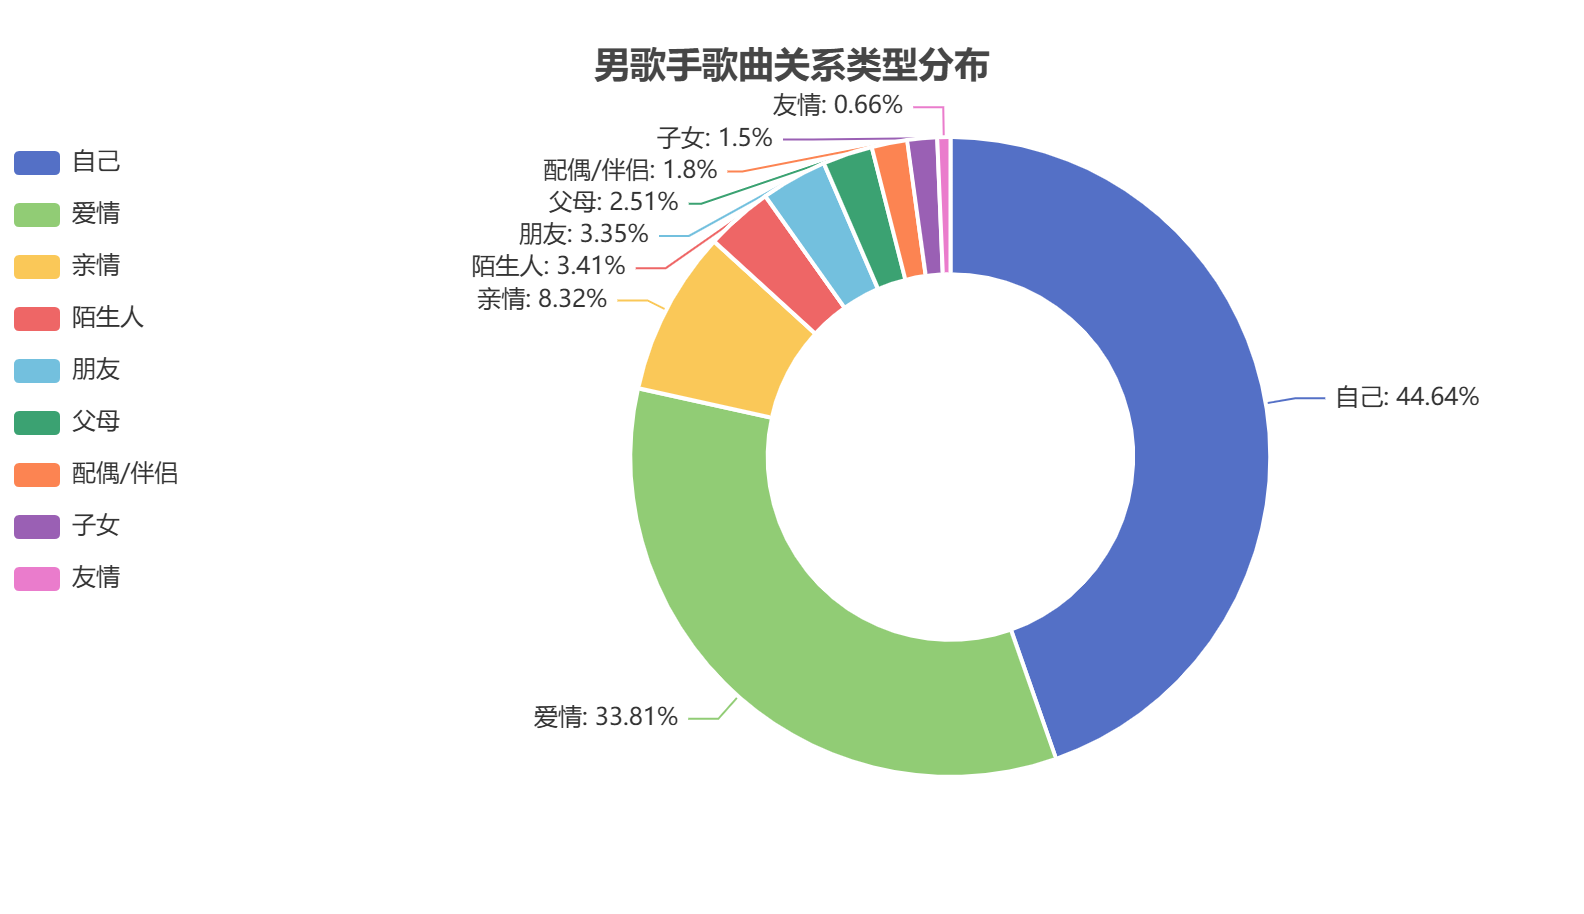 男歌手歌曲关系类型分布
自己
爱情
亲情
陌生人
朋友
父母
配偶/伴侣
子女
友情
友情: 0.66%
子女: 1.5%
配偶/伴侣: 1.8%
父母: 2.51%
朋友: 3.35%
陌生人: 3.41%
亲情: 8.32%
自己: 44.64%
爱情: 33.81%